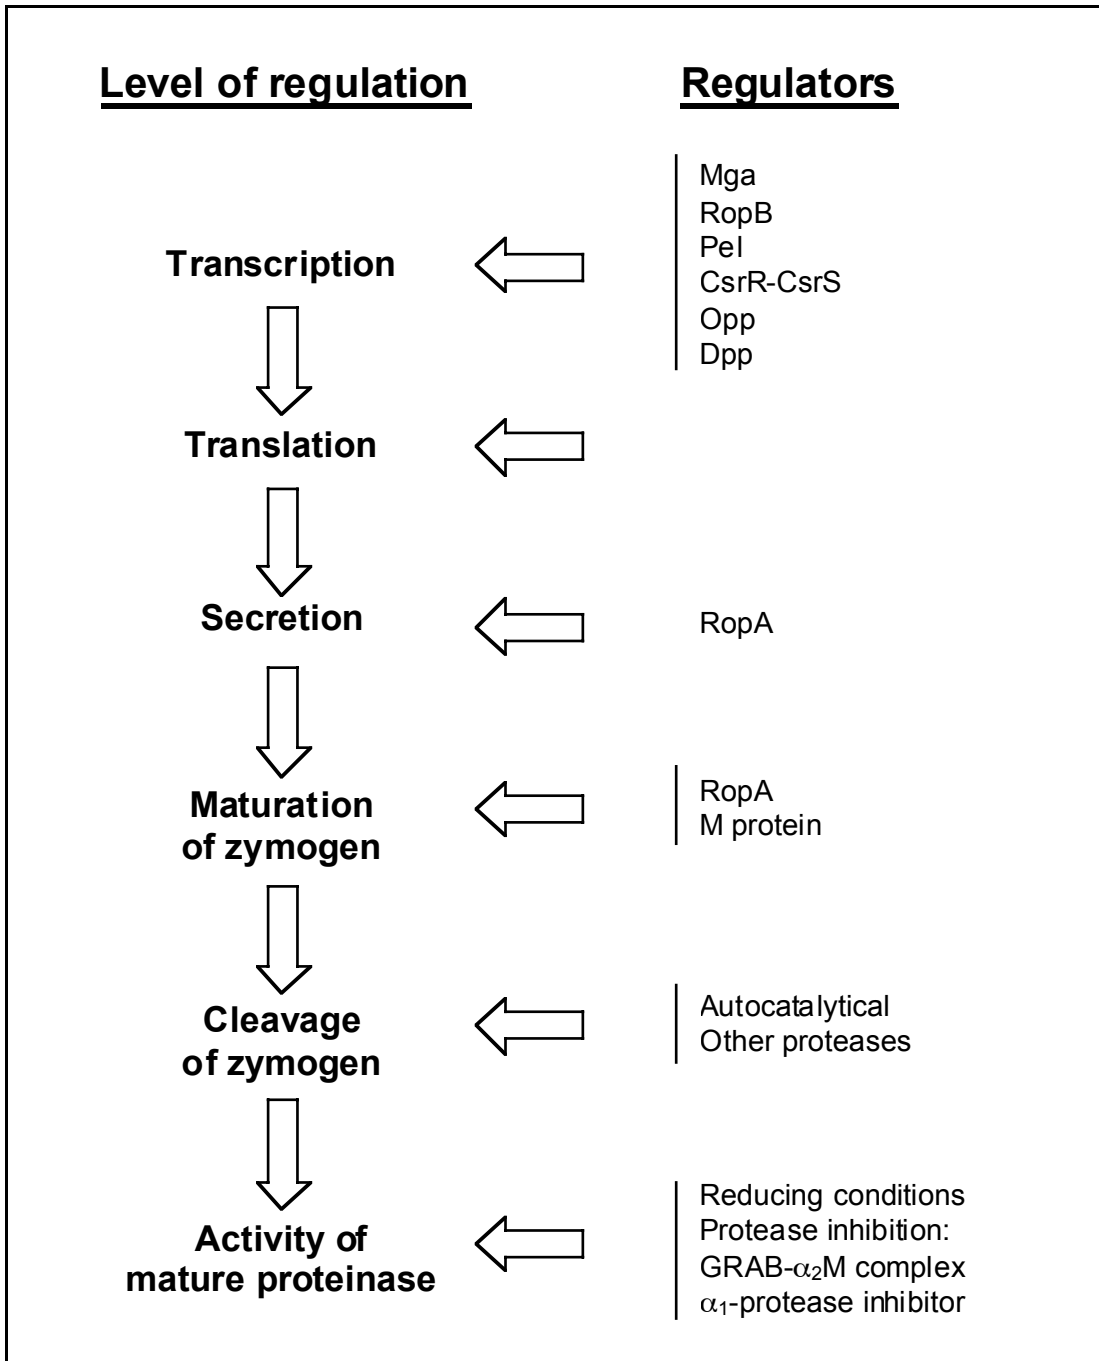 Level of regulation
Regulators
Transcription
Mga
RopB
Pel
CsrR-CsrS
Opp
Dpp
Translation
Secretion
RopA
Maturation
of zymogen
RopA
M protein
Cleavage
of zymogen
Autocatalytical
Other proteases
Activity of
mature proteinase
Reducing conditions
Protease inhibition:
GRAB-α₂M complex
α₁-protease inhibitor